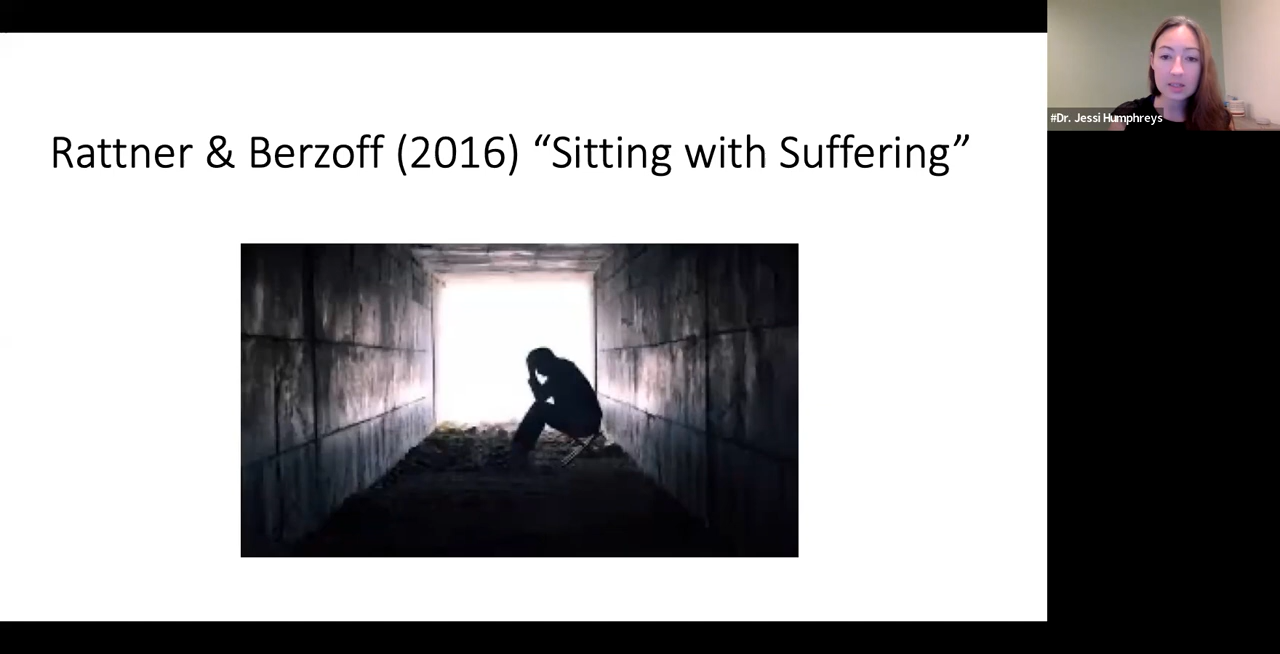 Rattner & Berzoff (2016) “Sitting with Suffering”
#Dr. Jessi Humphreys